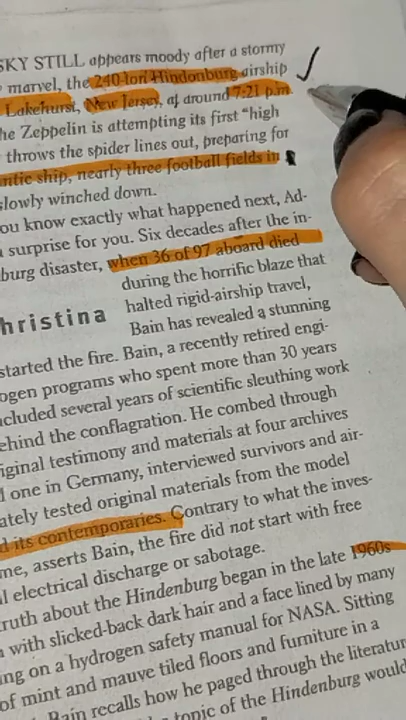 SKY STILL appears moody after a stormy
marvel, the 240-ton Hindenburg airship
Lakehurst, New Jersey, at around 7:21 p.m.
he Zeppelin is attempting its first “high
throws the spider lines out, preparing for
ntic ship, nearly three football fields in
slowly winched down.
ou know exactly what happened next, Ad-
surprise for you. Six decades after the in-
burg disaster, when 36 of 97 aboard died
during the horrific blaze that
halted rigid-airship travel,
hristina
Bain has revealed a stunning
started the fire. Bain, a recently retired engi-
ogen programs who spent more than 30 years
ncluded several years of scientific sleuthing work
ehind the conflagration. He combed through
iginal testimony and materials at four archives
one in Germany, interviewed survivors and air-
ately tested original materials from the model
d its contemporaries. Contrary to what the inves-
me, asserts Bain, the fire did not start with free
l electrical discharge or sabotage.
ruth about the Hindenburg began in the late 1960s
with slicked-back dark hair and a face lined by many
ng on a hydrogen safety manual for NASA. Sitting
of mint and mauve tiled floors and furniture in a
Bain recalls how he paged through the literatur
topic of the Hindenburg would